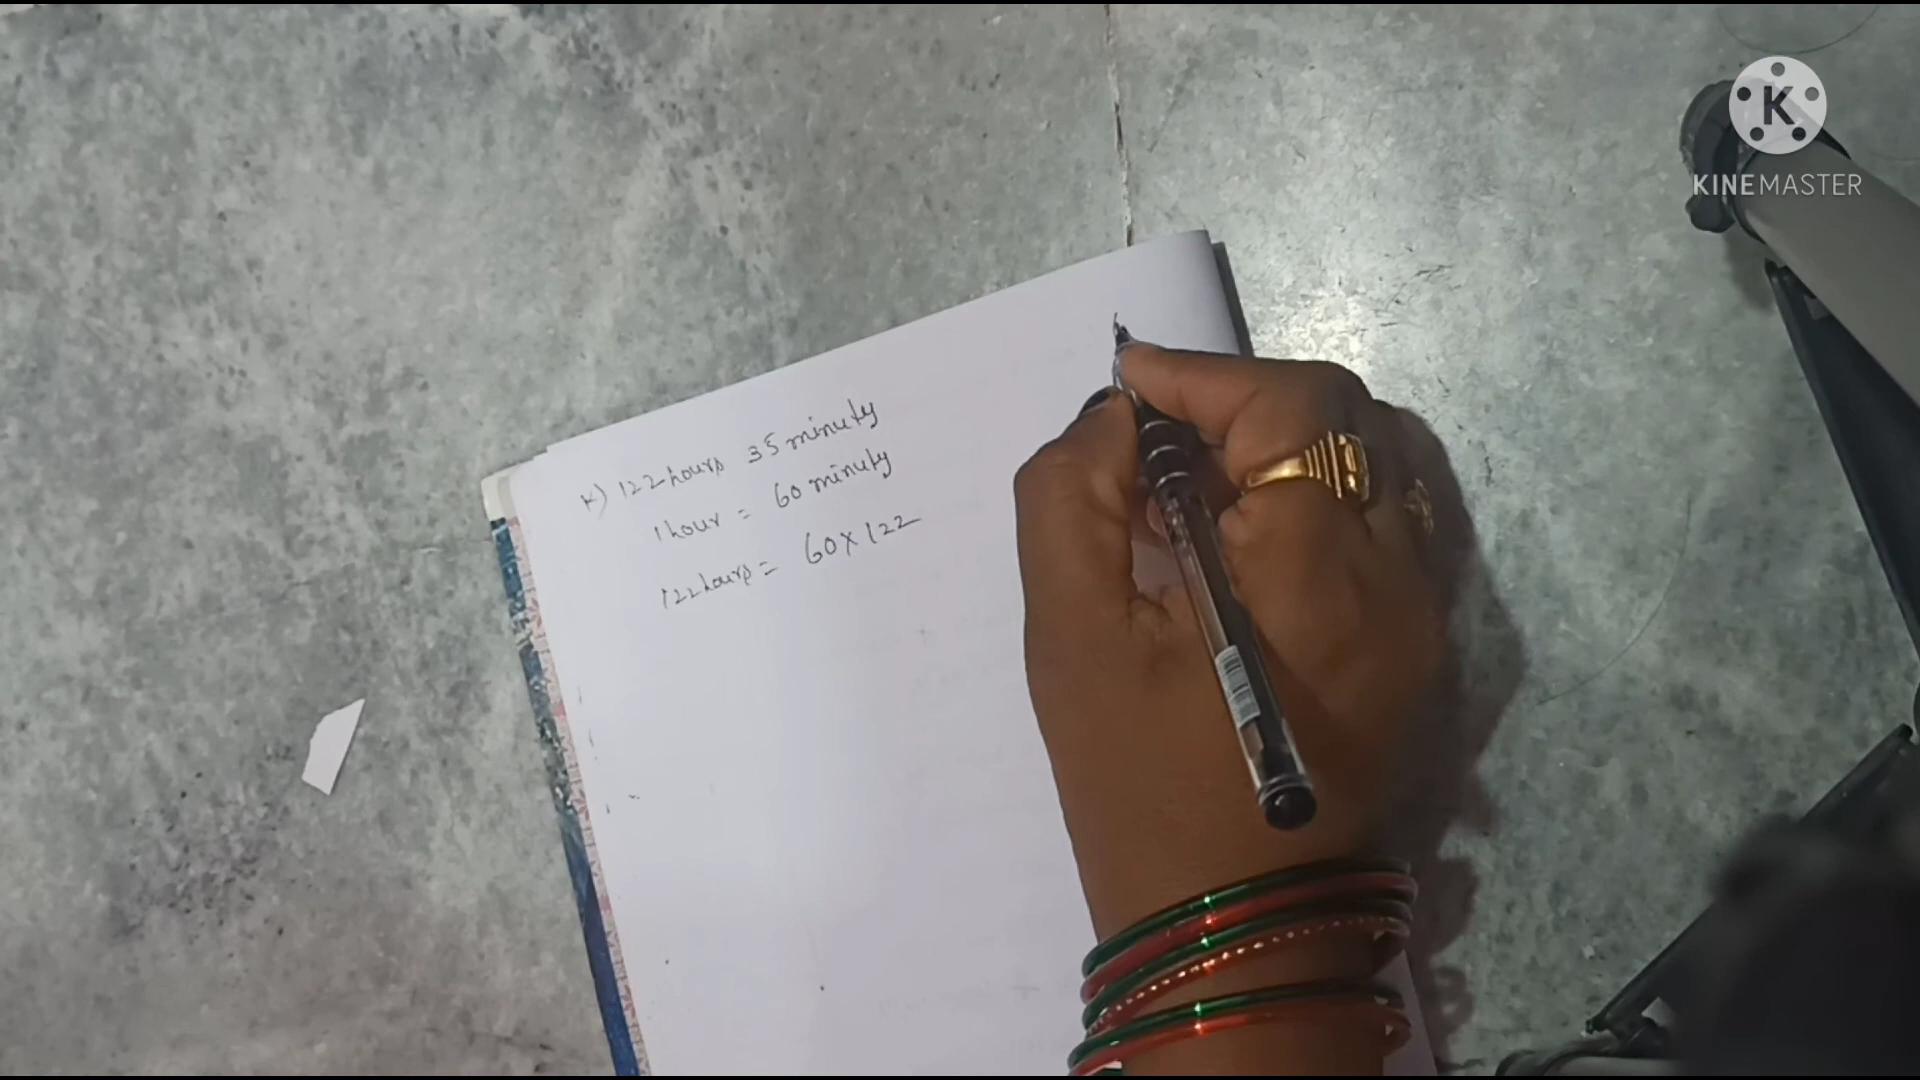 K) 122 hours 35 minuty
1 hour = 60 minuty
122 hours = 60 x 122
K
KINEMASTER